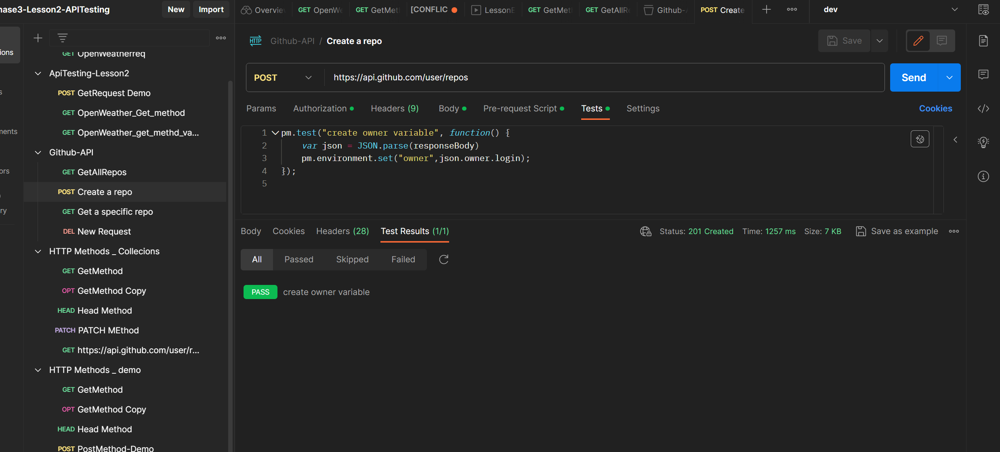 hase3-Lesson2-APITesting
New
Import
Overvie
GET OpenWe
GET GetMet
[CONFLIC
LessonE
GET GetMet
GET GetAllRe
Github-
POST Create
dev
ions
s
ments
ors
ry
GET OpenWeatherreq
ApiTesting-Lesson2
POST GetRequest Demo
GET OpenWeather_Get_method
GET OpenWeather_get_methd_va...
Github-API
GET GetAllRepos
POST Create a repo
GET Get a specific repo
DEL New Request
HTTP Methods _ Collecions
GET GetMethod
OPT GetMethod Copy
HEAD Head Method
PATCH PATCH MEthod
GET https://api.github.com/user/r...
HTTP Methods _ demo
GET GetMethod
OPT GetMethod Copy
HEAD Head Method
POST PostMethod-Demo
HTTP Github-API / Create a repo
Save
POST
https://api.github.com/user/repos
Send
Params Authorization Headers (9) Body Pre-request Script Tests Settings
Cookies
1 pm.test("create owner variable", function() {
2 var json = JSON.parse(responseBody)
3 pm.environment.set("owner",json.owner.login);
4 });
5
Body Cookies Headers (28) Test Results (1/1)
Status: 201 Created Time: 1257 ms Size: 7 KB Save as example
All Passed Skipped Failed
PASS create owner variable